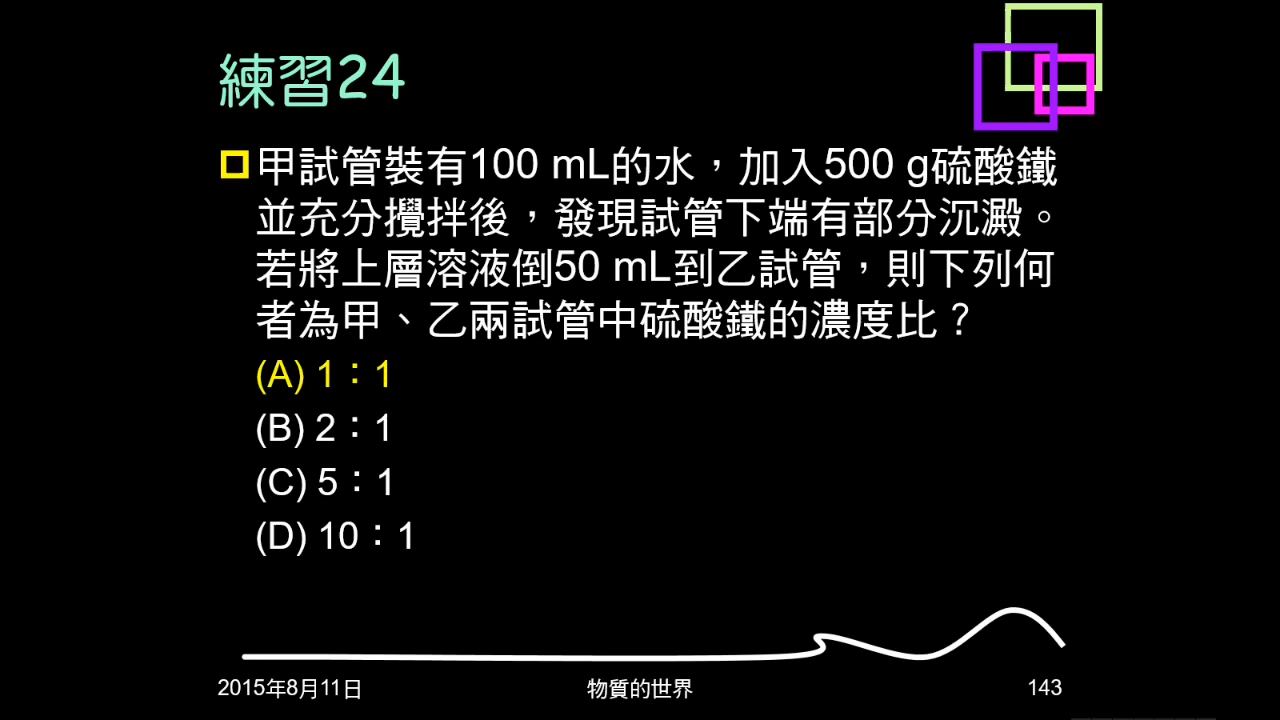 練習24
甲試管裝有100 mL的水，加入500 g硫酸鐵
並充分攪拌後，發現試管下端有部分沉澱。
若將上層溶液倒50 mL到乙試管，則下列何
者為甲、乙兩試管中硫酸鐵的濃度比？
(A) 1：1
(B) 2：1
(C) 5：1
(D) 10：1
2015年8月11日
物質的世界
143